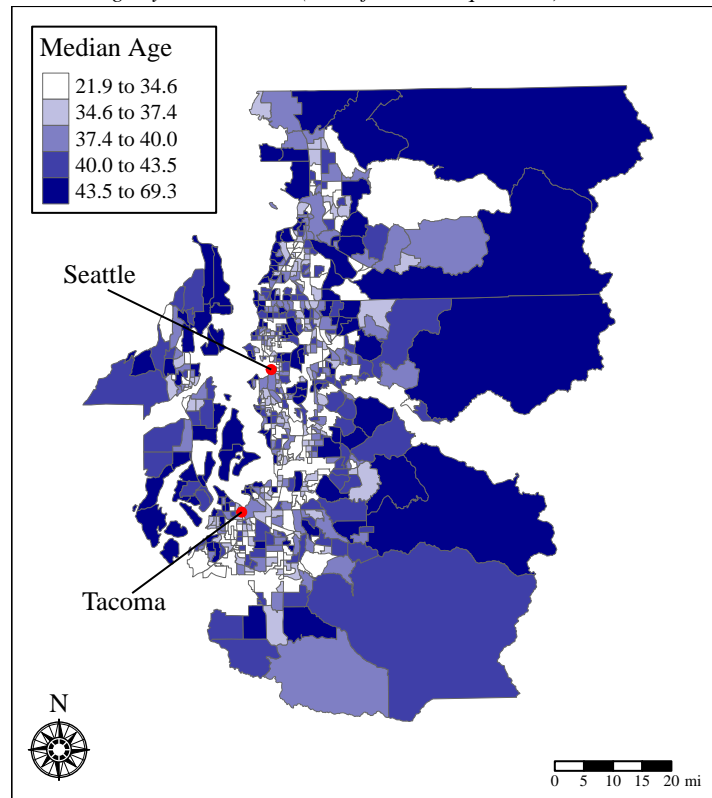 Median Age
21.9 to 34.6
34.6 to 37.4
37.4 to 40.0
40.0 to 43.5
43.5 to 69.3
Seattle
Tacoma
N
0 5 10 15 20 mi